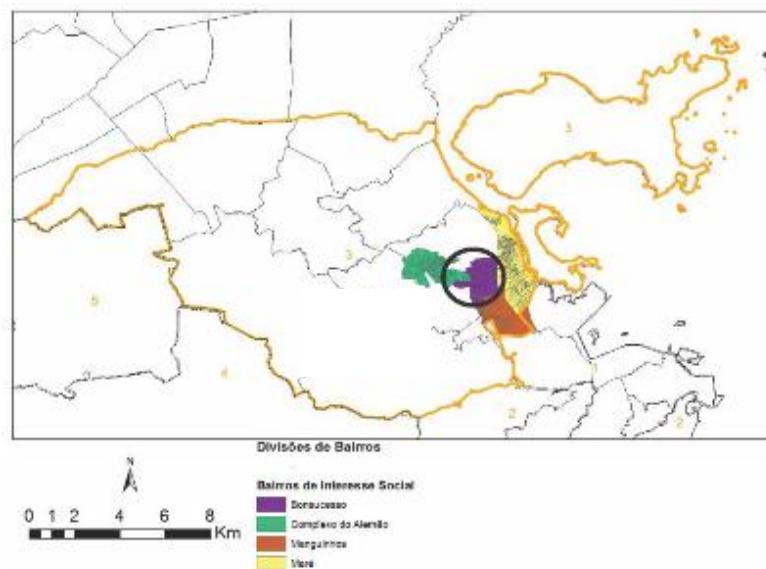 3
3
5
3
4
1
2
2
Divisões de Bairros
Bairros de Interesse Social
N
Bonsucesso
Complexo do Alemão
Manguinhos
Maré
0 1 2 4 6 8
Km